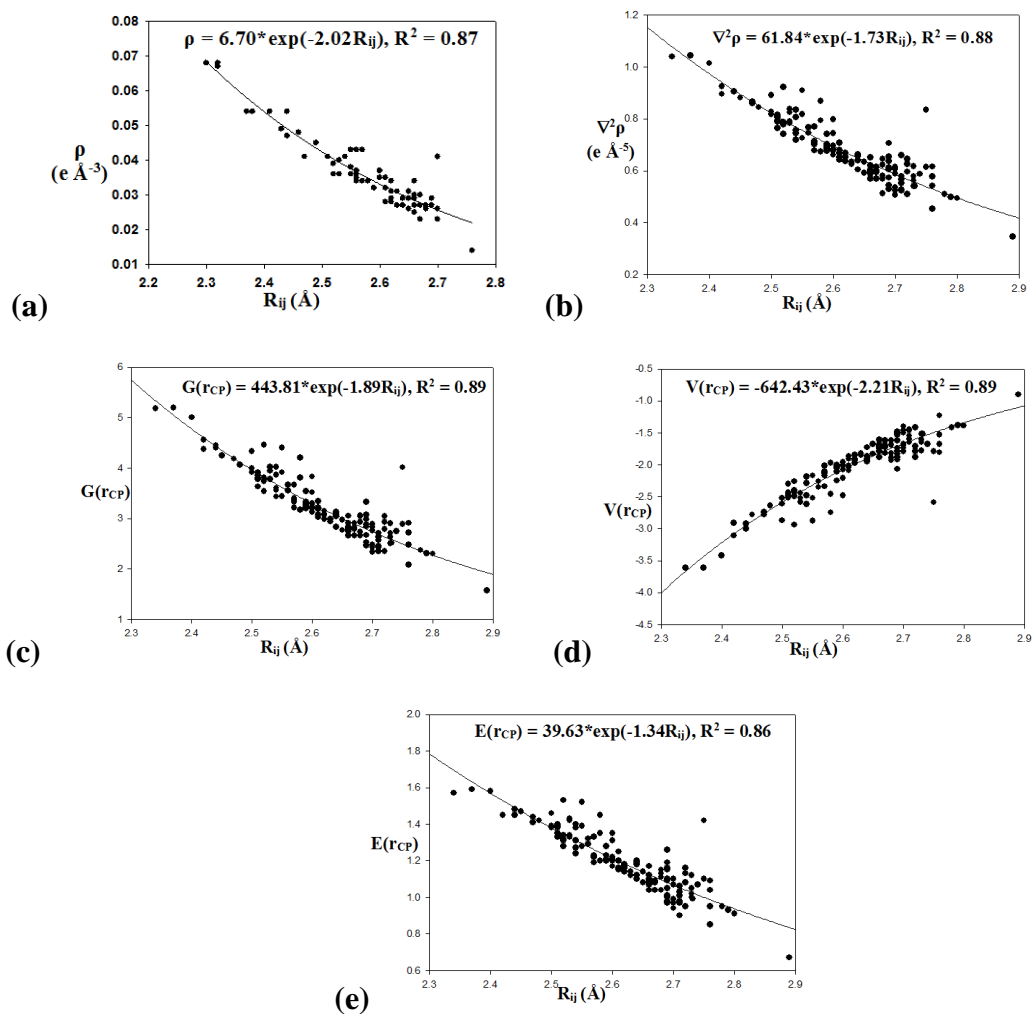 ρ = 6.70*exp(-2.02Rij), R² = 0.87
0.08
0.07
0.06
0.05
0.04
0.03
0.02
0.01
ρ
(e Å⁻³)
2.2 2.3 2.4 2.5 2.6 2.7 2.8
Rij (Å)
(a)
∇²ρ = 61.84*exp(-1.73Rij), R² = 0.88
1.2
1.0
0.8
0.6
0.4
0.2
∇²ρ
(e Å⁻⁵)
2.3 2.4 2.5 2.6 2.7 2.8 2.9
Rij (Å)
(b)
G(rCP) = 443.81*exp(-1.89Rij), R² = 0.89
6
5
4
3
2
1
G(rCP)
2.3 2.4 2.5 2.6 2.7 2.8 2.9
Rij (Å)
(c)
V(rCP) = -642.43*exp(-2.21Rij), R² = 0.89
-0.5
-1.0
-1.5
-2.0
-2.5
-3.0
-3.5
-4.0
-4.5
V(rCP)
2.3 2.4 2.5 2.6 2.7 2.8 2.9
Rij (Å)
(d)
E(rCP) = 39.63*exp(-1.34Rij), R² = 0.86
2.0
1.8
1.6
1.4
1.2
1.0
0.8
0.6
E(rCP)
2.3 2.4 2.5 2.6 2.7 2.8 2.9
Rij (Å)
(e)